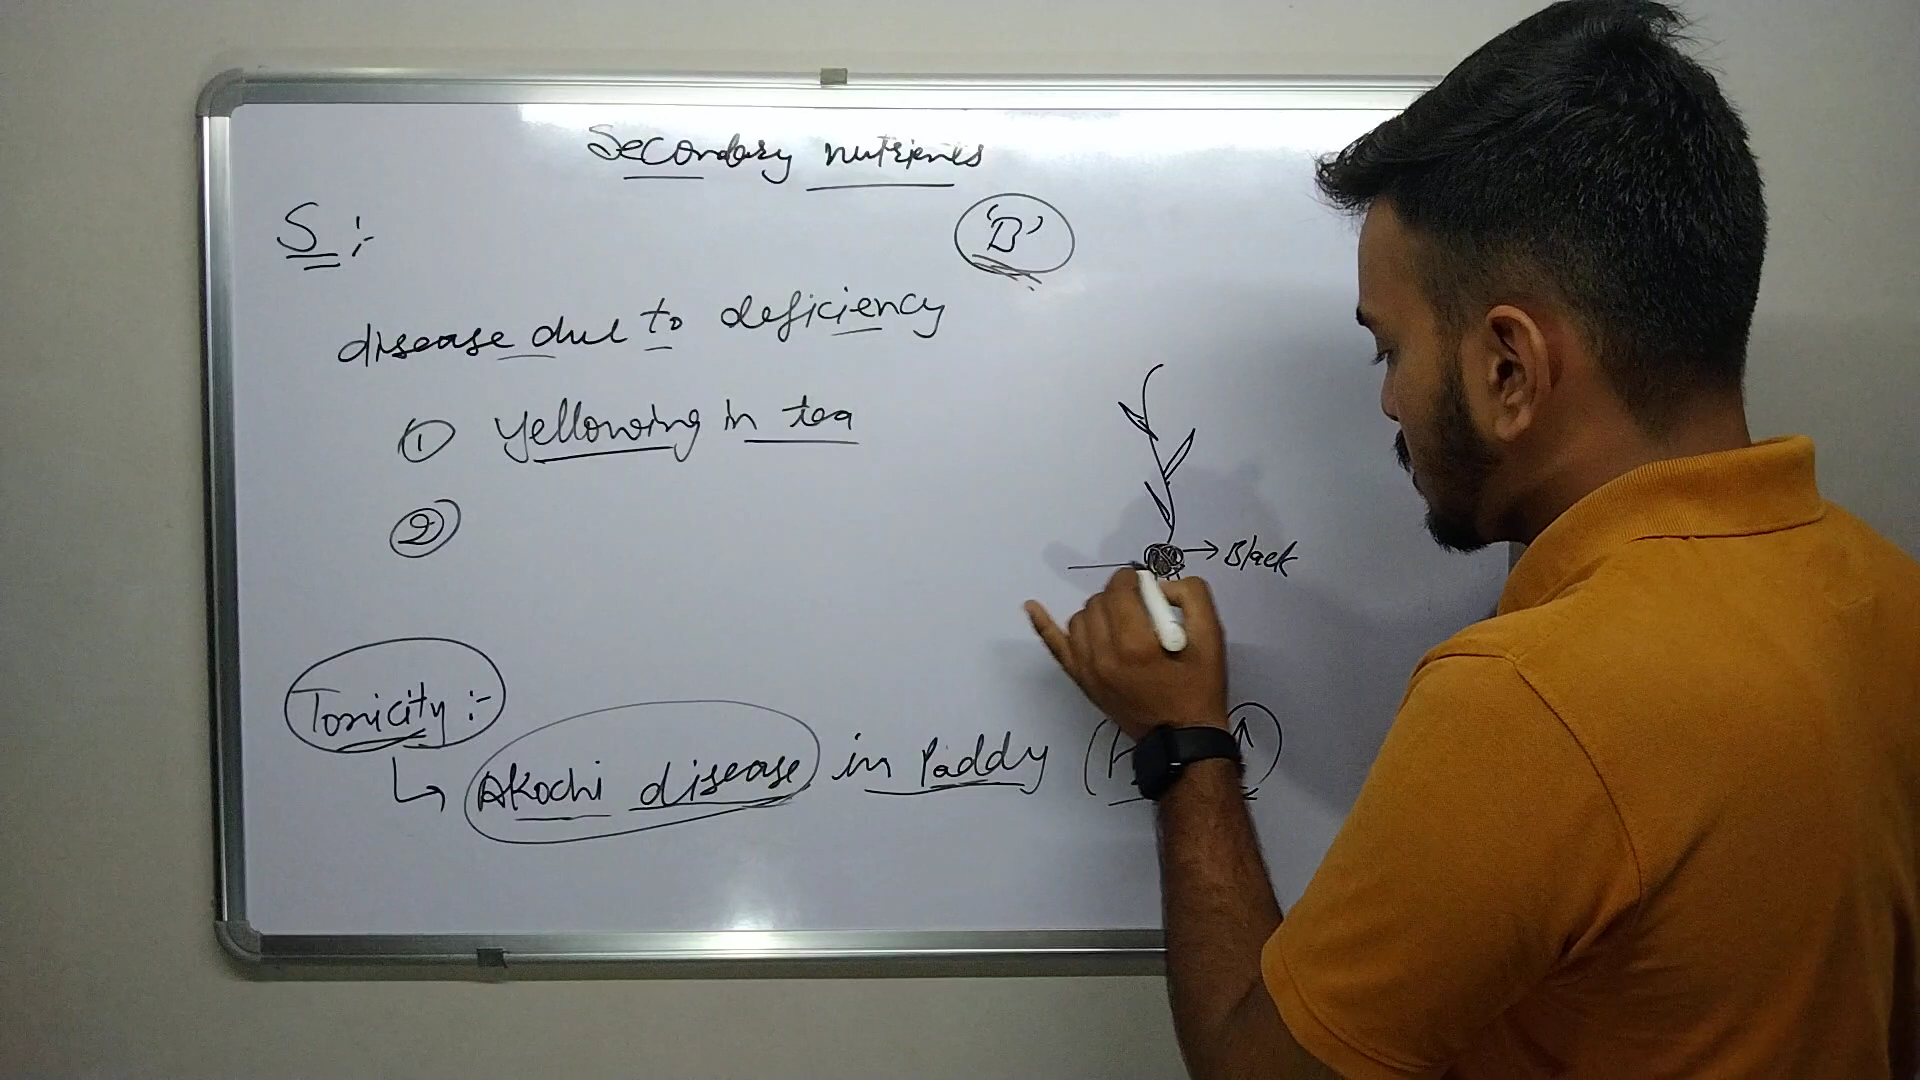 Secondary nutrients
S :-
'B'
disease due to deficiency
① yellowing in tea
②
Black
Toxicity :-
↳ Akochi disease in Paddy (